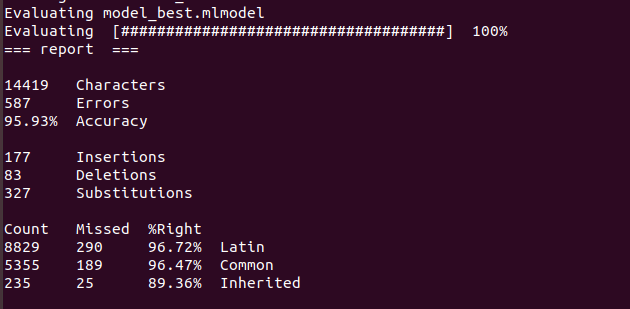 Evaluating model_best.mlmodel
Evaluating  [####################################]  100%
=== report  ===
14419   Characters
587     Errors
95.93%  Accuracy
177     Insertions
83      Deletions
327     Substitutions
Count   Missed  %Right
8829    290     96.72%  Latin
5355    189     96.47%  Common
235     25      89.36%  Inherited